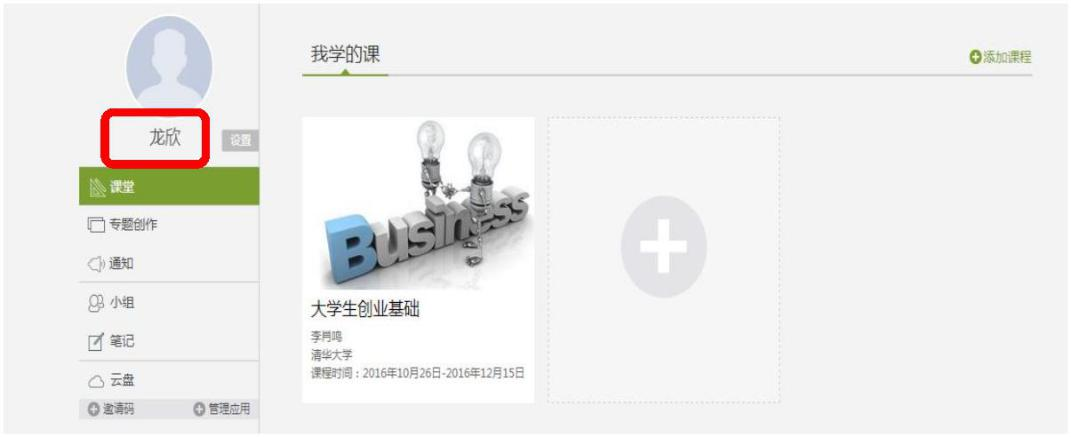 龙欣
设置
课堂
专题创作
通知
小组
笔记
云盘
邀请码
管理应用
我学的课
添加课程
Business
大学生创业基础
李肖鸣
清华大学
课程时间：2016年10月26日-2016年12月15日